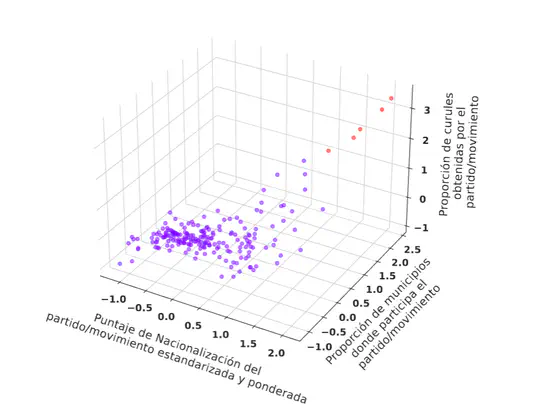 3
2
1
0
−1
Proporción de curules
obtenidas por el
partido/movimiento
2.5
2.0
1.5
1.0
0.5
0.0
−0.5
−1.0
Proporción de municipios
donde participa el
partido/movimiento
−1.0
−0.5
0.0
0.5
1.0
1.5
2.0
Puntaje de Nacionalización del
partido/movimiento estandarizada y ponderada